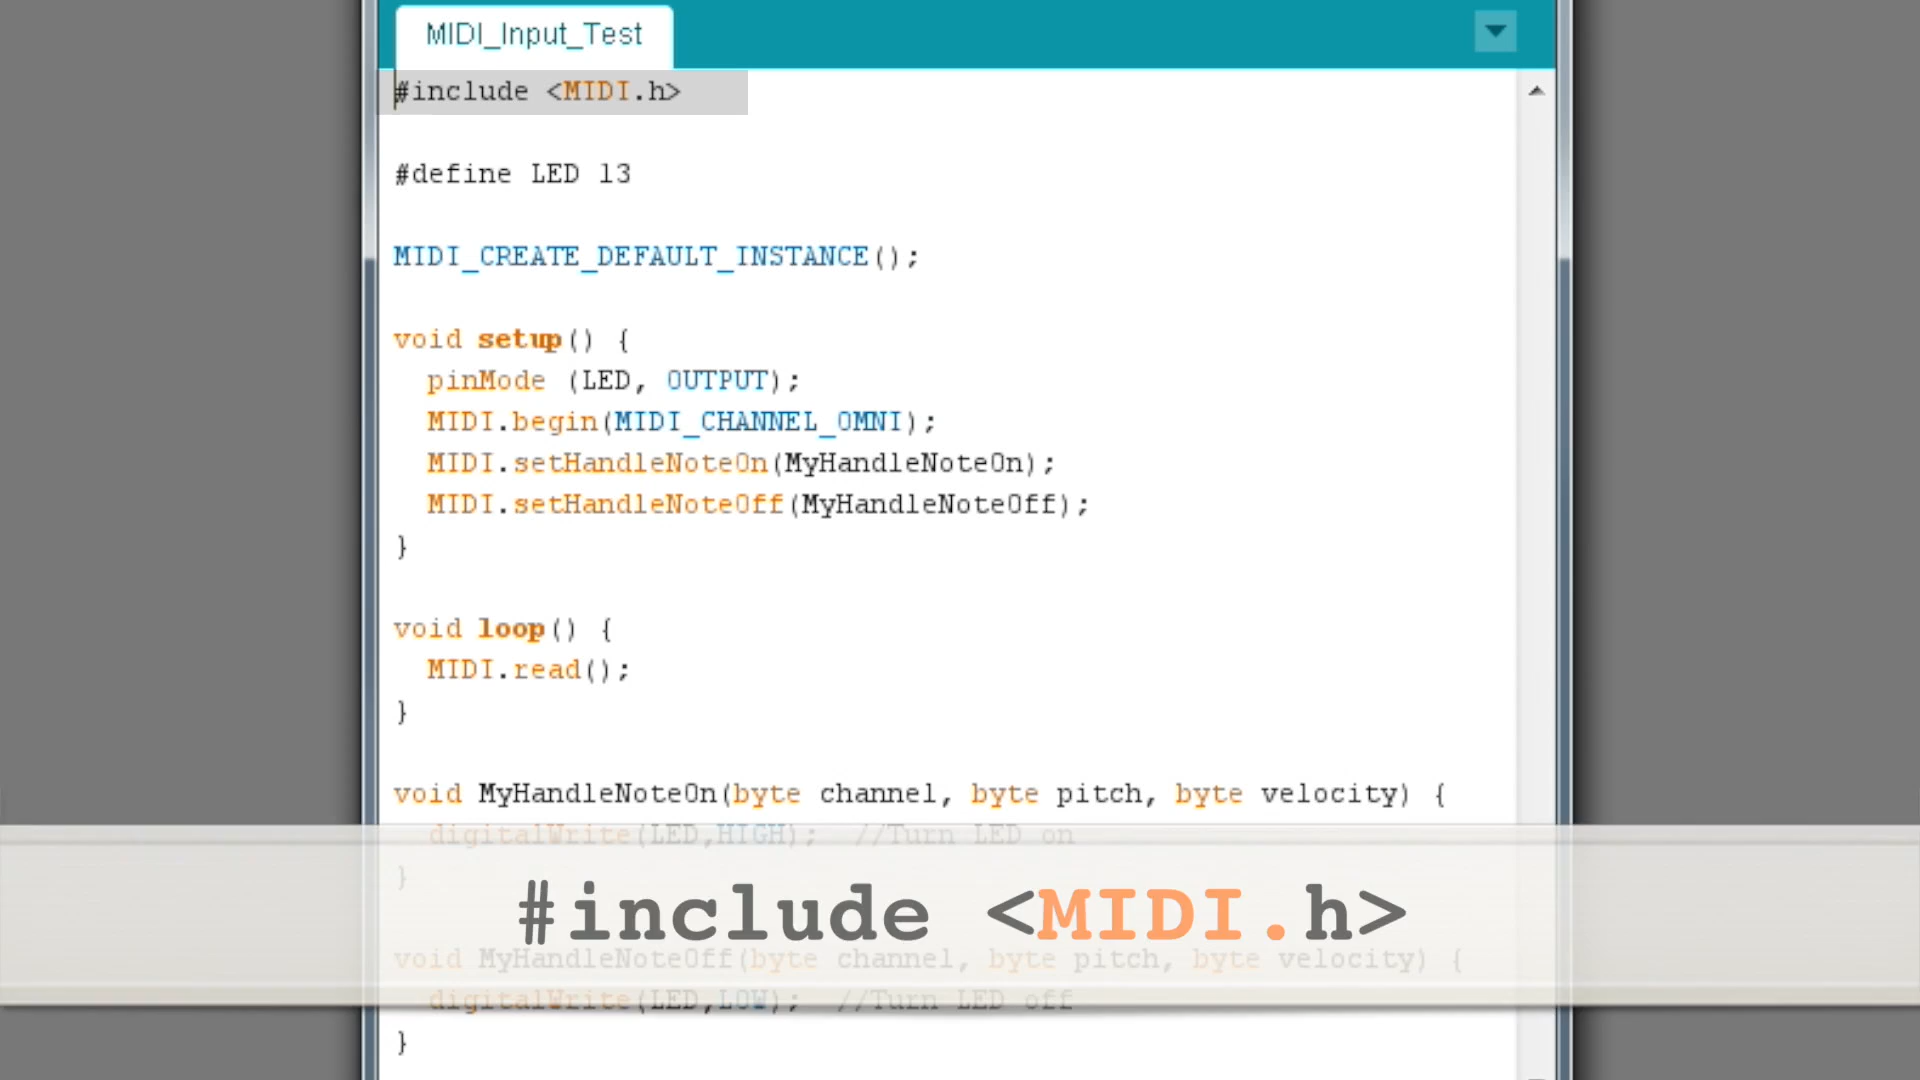 MIDI_Input_Test
#include <MIDI.h>
#define LED 13
MIDI_CREATE_DEFAULT_INSTANCE();
void setup() {
  pinMode (LED, OUTPUT);
  MIDI.begin(MIDI_CHANNEL_OMNI);
  MIDI.setHandleNoteOn(MyHandleNoteOn);
  MIDI.setHandleNoteOff(MyHandleNoteOff);
}
void loop() {
  MIDI.read();
}
void MyHandleNoteOn(byte channel, byte pitch, byte velocity) {
  digitalWrite(LED,HIGH);  //Turn LED on
}
#include <MIDI.h>
void MyHandleNoteOff(byte channel, byte pitch, byte velocity) {
  digitalWrite(LED,LOW);  //Turn LED off
}